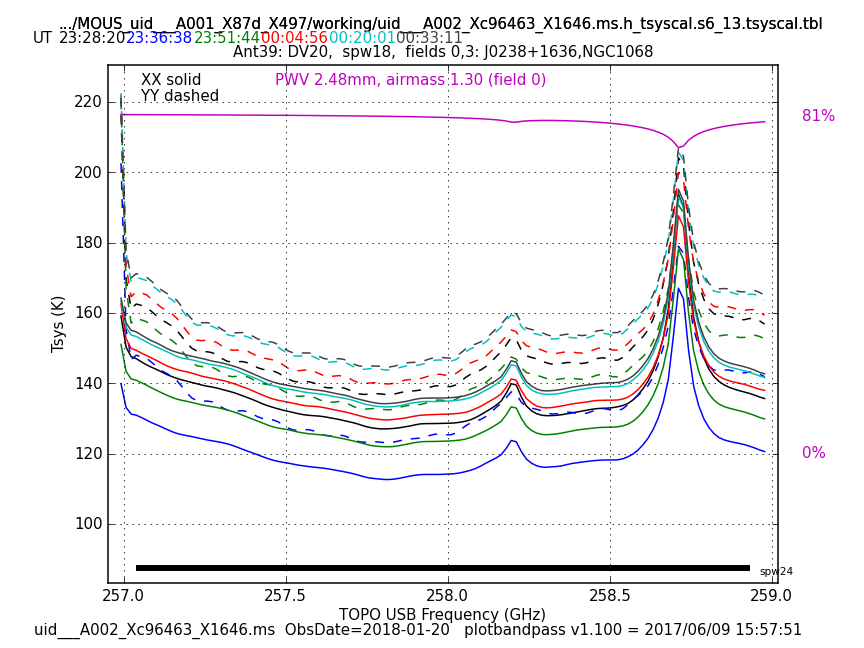 .../MOUS_uid___A001_X87d_X497/working/uid___A002_Xc96463_X1646.ms.h_tsyscal.s6_13.tsyscal.tbl
UT 23:28:20 23:36:38 23:51:44 00:04:56 00:20:01 00:33:11
Ant39: DV20, spw18, fields 0,3: J0238+1636,NGC1068
XX solid PWV 2.48mm, airmass 1.30 (field 0)
YY dashed
220
81%
200
180
160
Tsys (K)
140
120
0%
100
spw24
257.0 257.5 258.0 258.5 259.0
TOPO USB Frequency (GHz)
uid___A002_Xc96463_X1646.ms ObsDate=2018-01-20 plotbandpass v1.100 = 2017/06/09 15:57:51